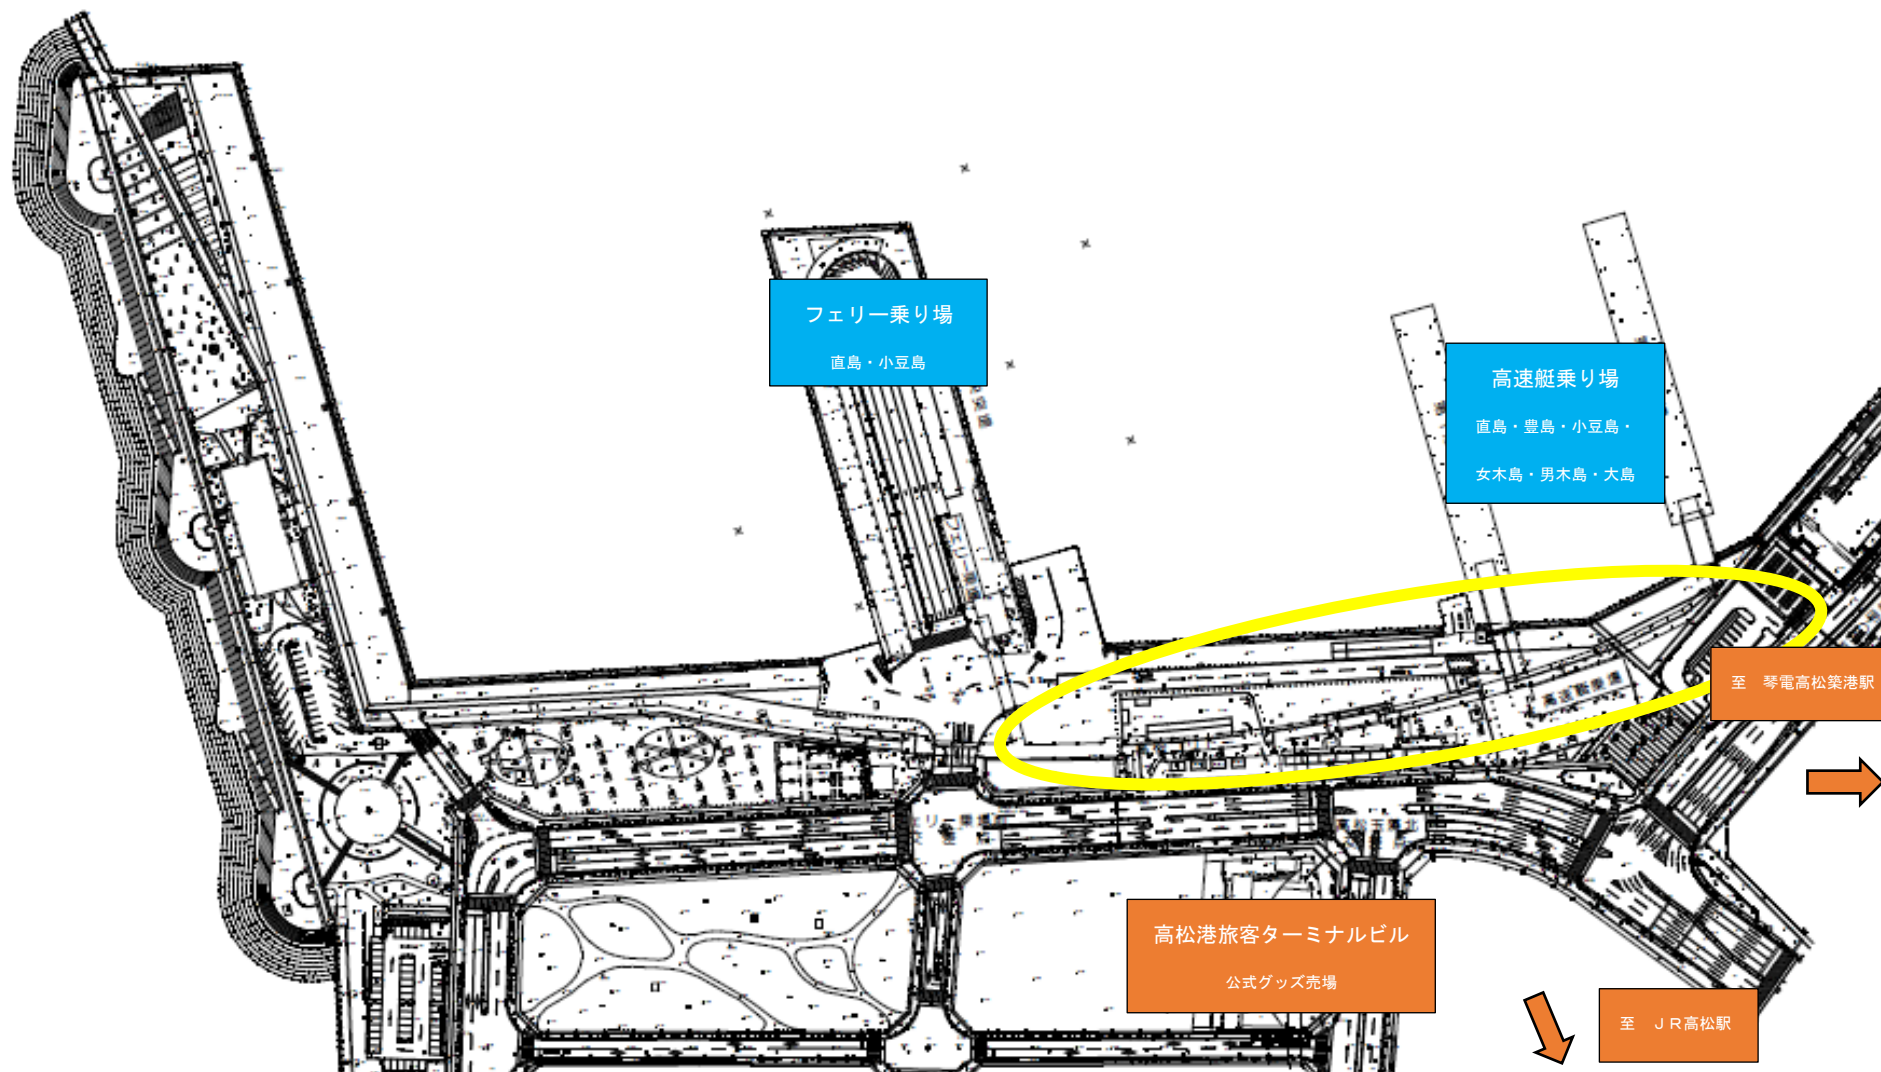 フェリー乗り場
直島・小豆島
高速艇乗り場
直島・豊島・小豆島・
女木島・男木島・大島
至　琴電高松築港駅
高松港旅客ターミナルビル
公式グッズ売場
至　ＪＲ高松駅